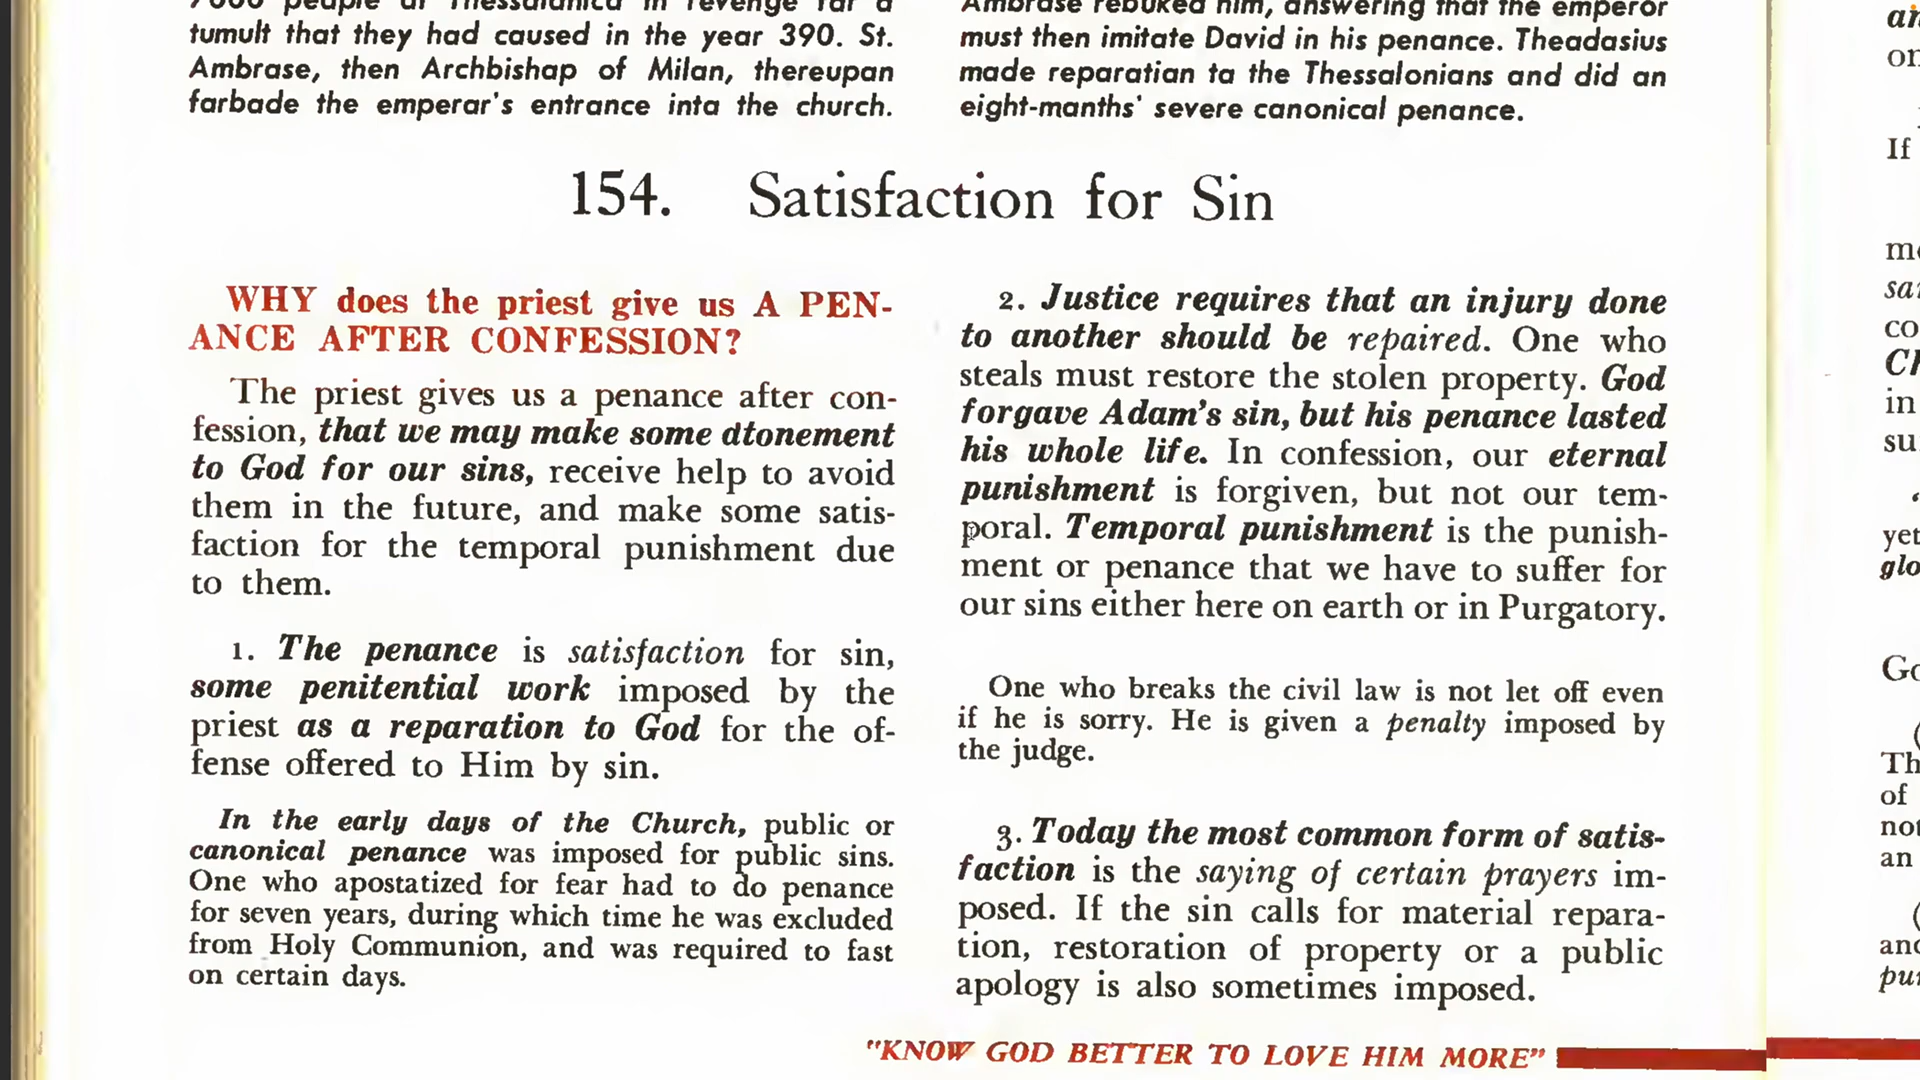 7000 people of Thessalonica in revenge for a
tumult that they had caused in the year 390. St.
Ambrase, then Archbishap of Milan, thereupan
farbade the emperar's entrance inta the church.
Ambrase rebuked him, answering that the emperor
must then imitate David in his penance. Theadasius
made reparatian ta the Thessalonians and did an
eight-manths' severe canonical penance.
154. Satisfaction for Sin
WHY does the priest give us A PEN-
ANCE AFTER CONFESSION?
The priest gives us a penance after con-
fession, that we may make some dtonement
to God for our sins, receive help to avoid
them in the future, and make some satis-
faction for the temporal punishment due
to them.
1. The penance is satisfaction for sin,
some penitential work imposed by the
priest as a reparation to God for the of-
fense offered to Him by sin.
In the early days of the Church, public or
canonical penance was imposed for public sins.
One who apostatized for fear had to do penance
for seven years, during which time he was excluded
from Holy Communion, and was required to fast
on certain days.
2. Justice requires that an injury done
to another should be repaired. One who
steals must restore the stolen property. God
forgave Adam's sin, but his penance lasted
his whole life. In confession, our eternal
punishment is forgiven, but not our tem-
poral. Temporal punishment is the punish-
ment or penance that we have to suffer for
our sins either here on earth or in Purgatory.
One who breaks the civil law is not let off even
if he is sorry. He is given a penalty imposed by
the judge.
3. Today the most common form of satis-
faction is the saying of certain prayers im-
posed. If the sin calls for material repara-
tion, restoration of property or a public
apology is also sometimes imposed.
"KNOW GOD BETTER TO LOVE HIM MORE"
If
in
yet
of
an